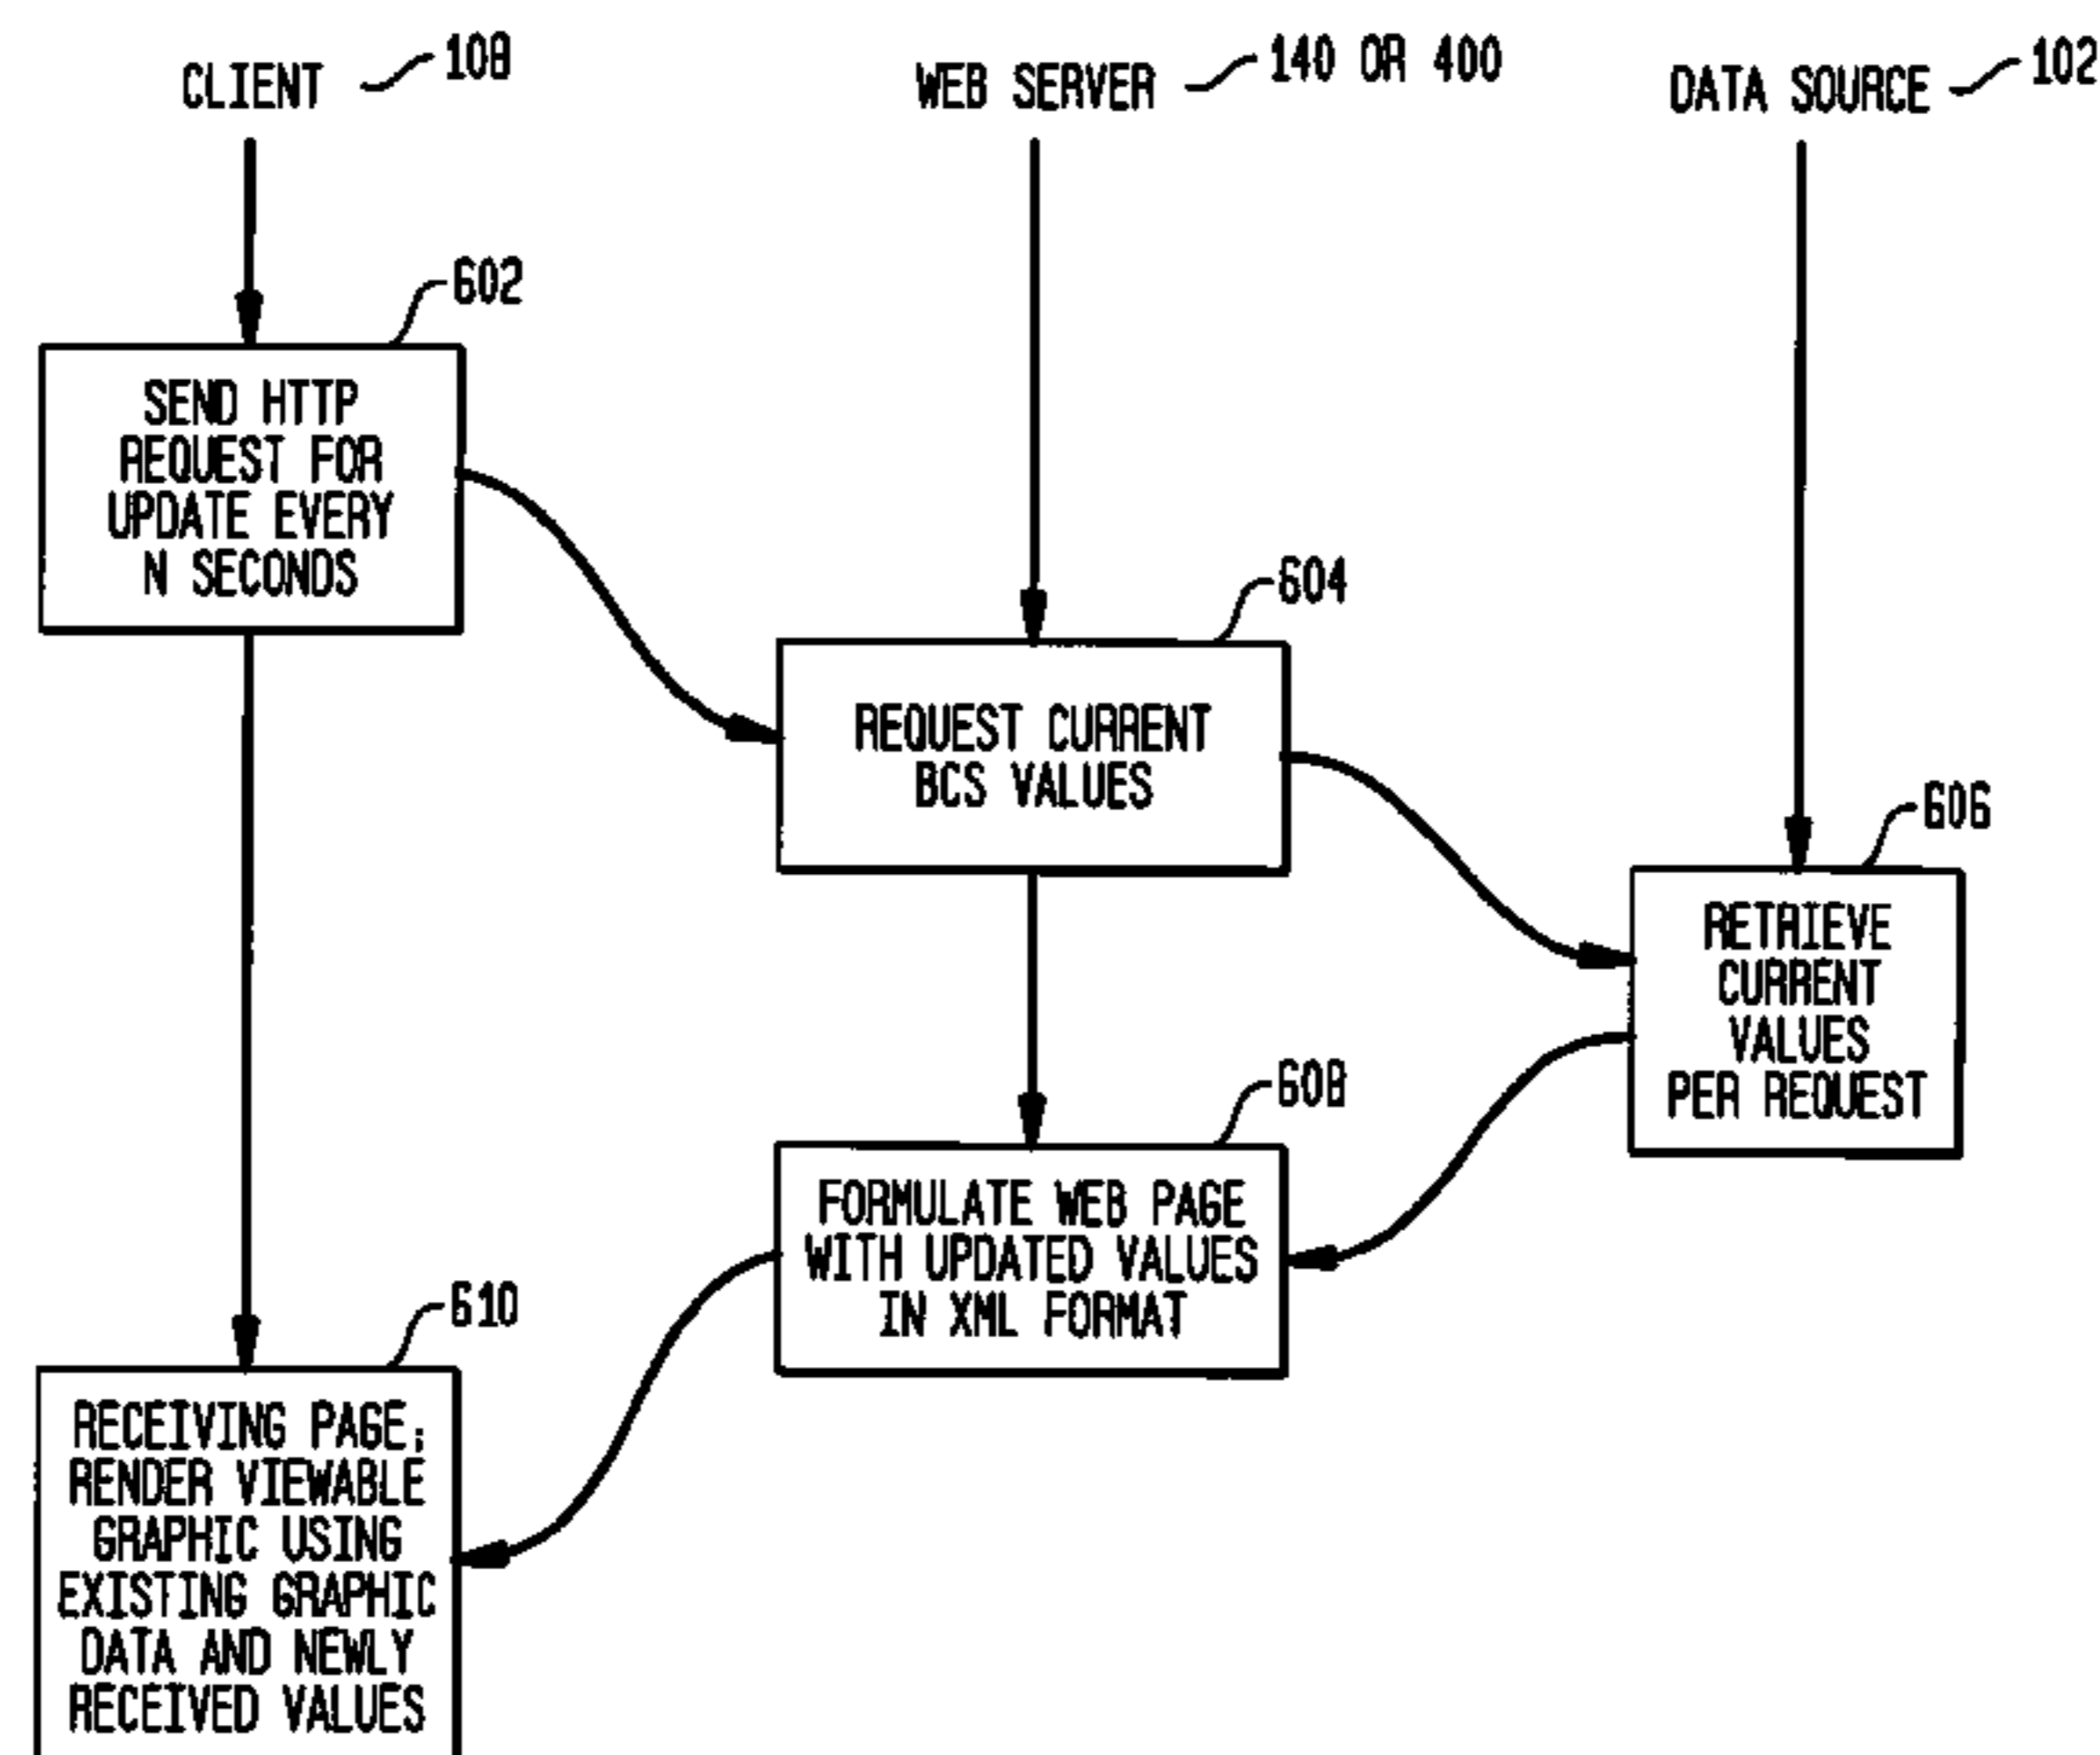 CLIENT 108
WEB SERVER 140 OR 400
DATA SOURCE 102
602
SEND HTTP
REQUEST FOR
UPDATE EVERY
N SECONDS
604
REQUEST CURRENT
BCS VALUES
606
RETRIEVE
CURRENT
VALUES
PER REQUEST
608
FORMULATE WEB PAGE
WITH UPDATED VALUES
IN XML FORMAT
610
RECEIVING PAGE;
RENDER VIEWABLE
GRAPHIC USING
EXISTING GRAPHIC
DATA AND NEWLY
RECEIVED VALUES